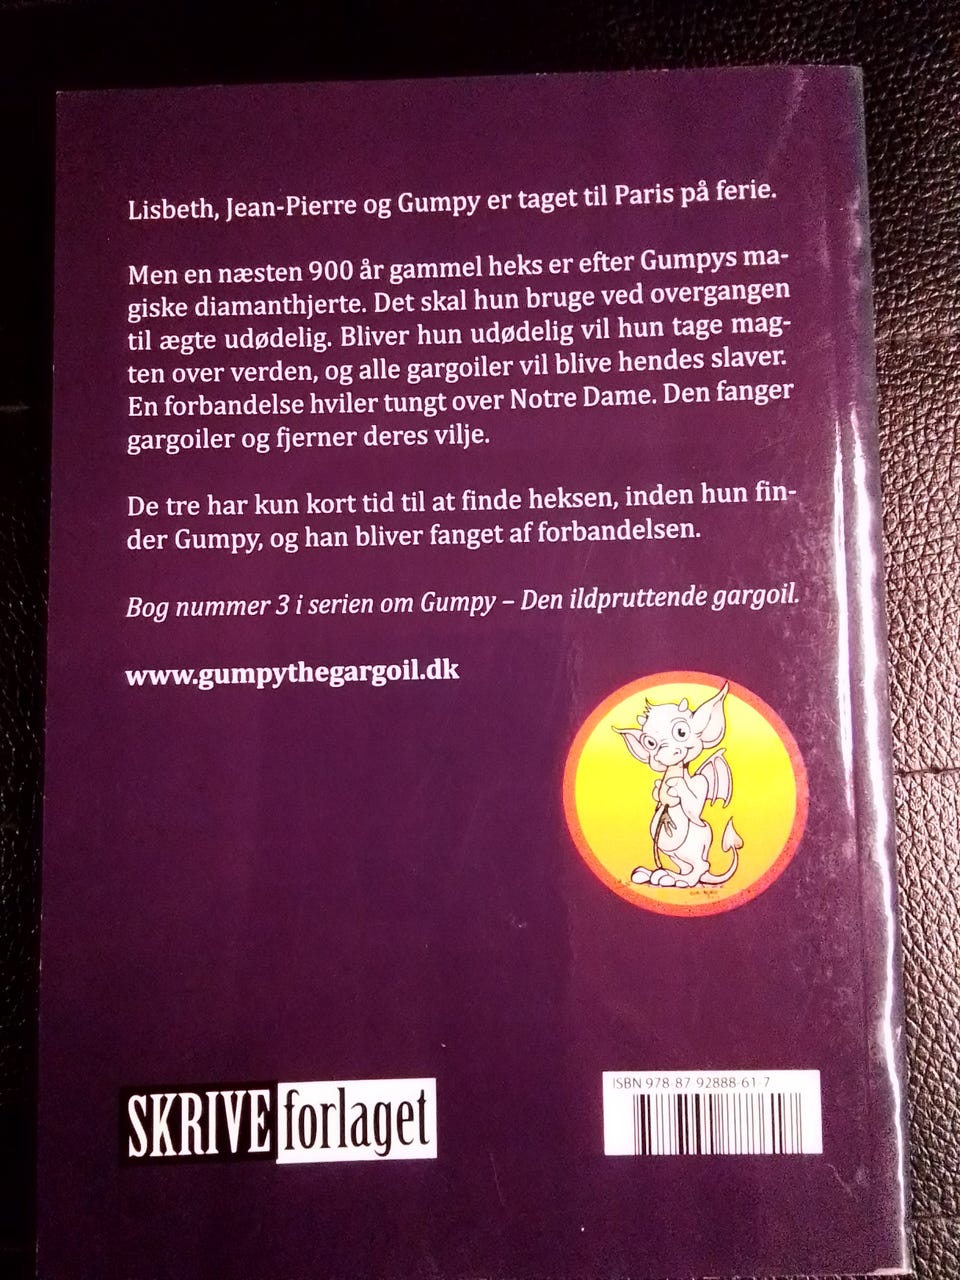 Lisbeth, Jean-Pierre og Gumpy er taget til Paris på ferie.
Men en næsten 900 år gammel heks er efter Gumpys ma-
giske diamanthjerte. Det skal hun bruge ved overgangen
til ægte udødelig. Bliver hun udødelig vil hun tage mag-
ten over verden, og alle gargoiler vil blive hendes slaver.
En forbandelse hviler tungt over Notre Dame. Den fanger
gargoiler og fjerner deres vilje.
De tre har kun kort tid til at finde heksen, inden hun fin-
der Gumpy, og han bliver fanget af forbandelsen.
Bog nummer 3 i serien om Gumpy – Den ildpruttende gargoil.
www.gumpythegargoil.dk
SKRIVEforlaget
ISBN 978-87-92888-61-7